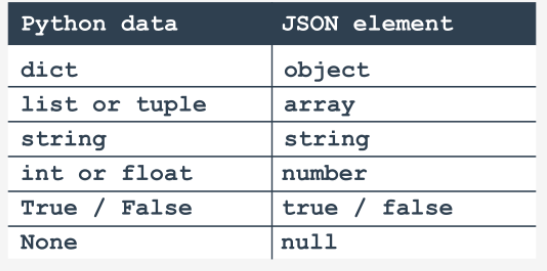 Python data JSON element
dict object
list or tuple array
string string
int or float number
True / False true / false
None null